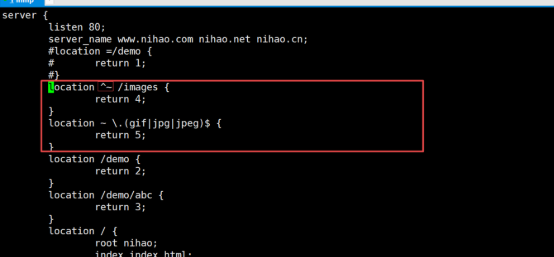 server {
listen 80;
server_name www.nihao.com nihao.net nihao.cn;
#location =/demo {
# return 1;
#}
location ^~ /images {
return 4;
}
location ~ \.(gif|jpg|jpeg)$ {
return 5;
}
location /demo {
return 2;
}
location /demo/abc {
return 3;
}
location / {
root nihao;
index index.html;